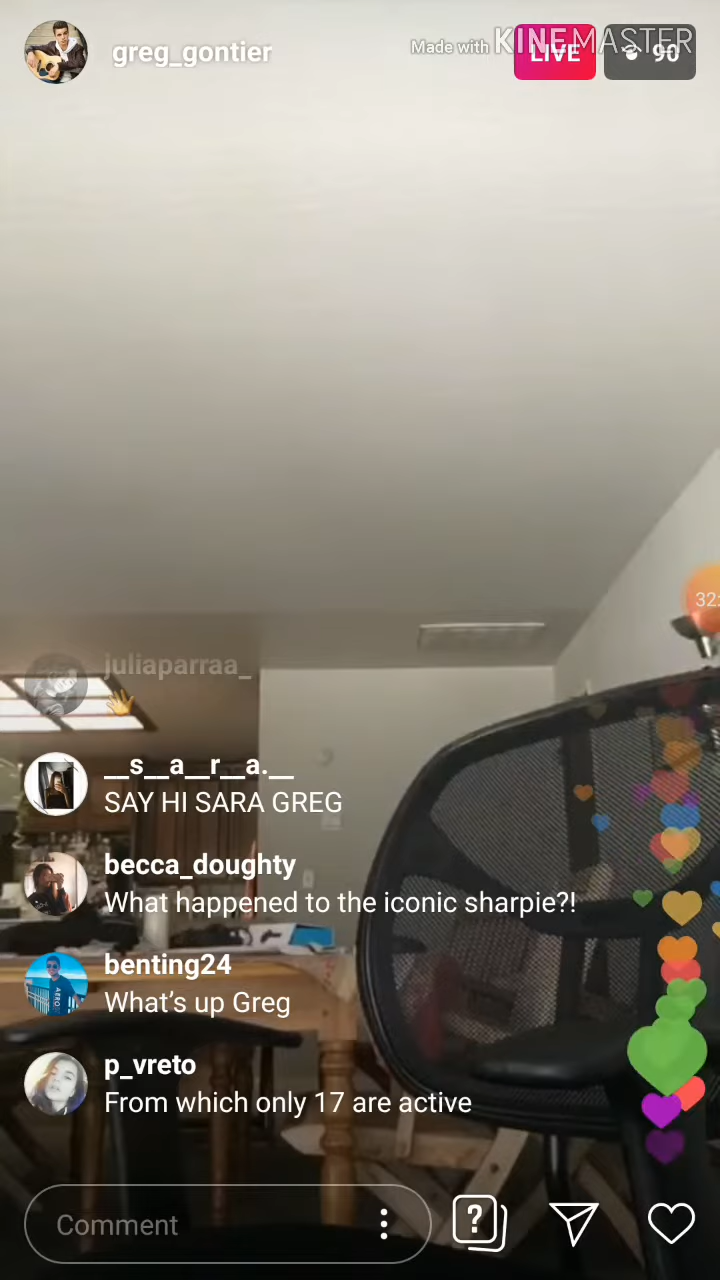 greg_gontier
Made with KINEMASTER
LIVE
90
32:
juliaparraa_
👋
__s__a__r__a.__
SAY HI SARA GREG
becca_doughty
What happened to the iconic sharpie?!
benting24
What’s up Greg
p_vreto
From which only 17 are active
Comment
?